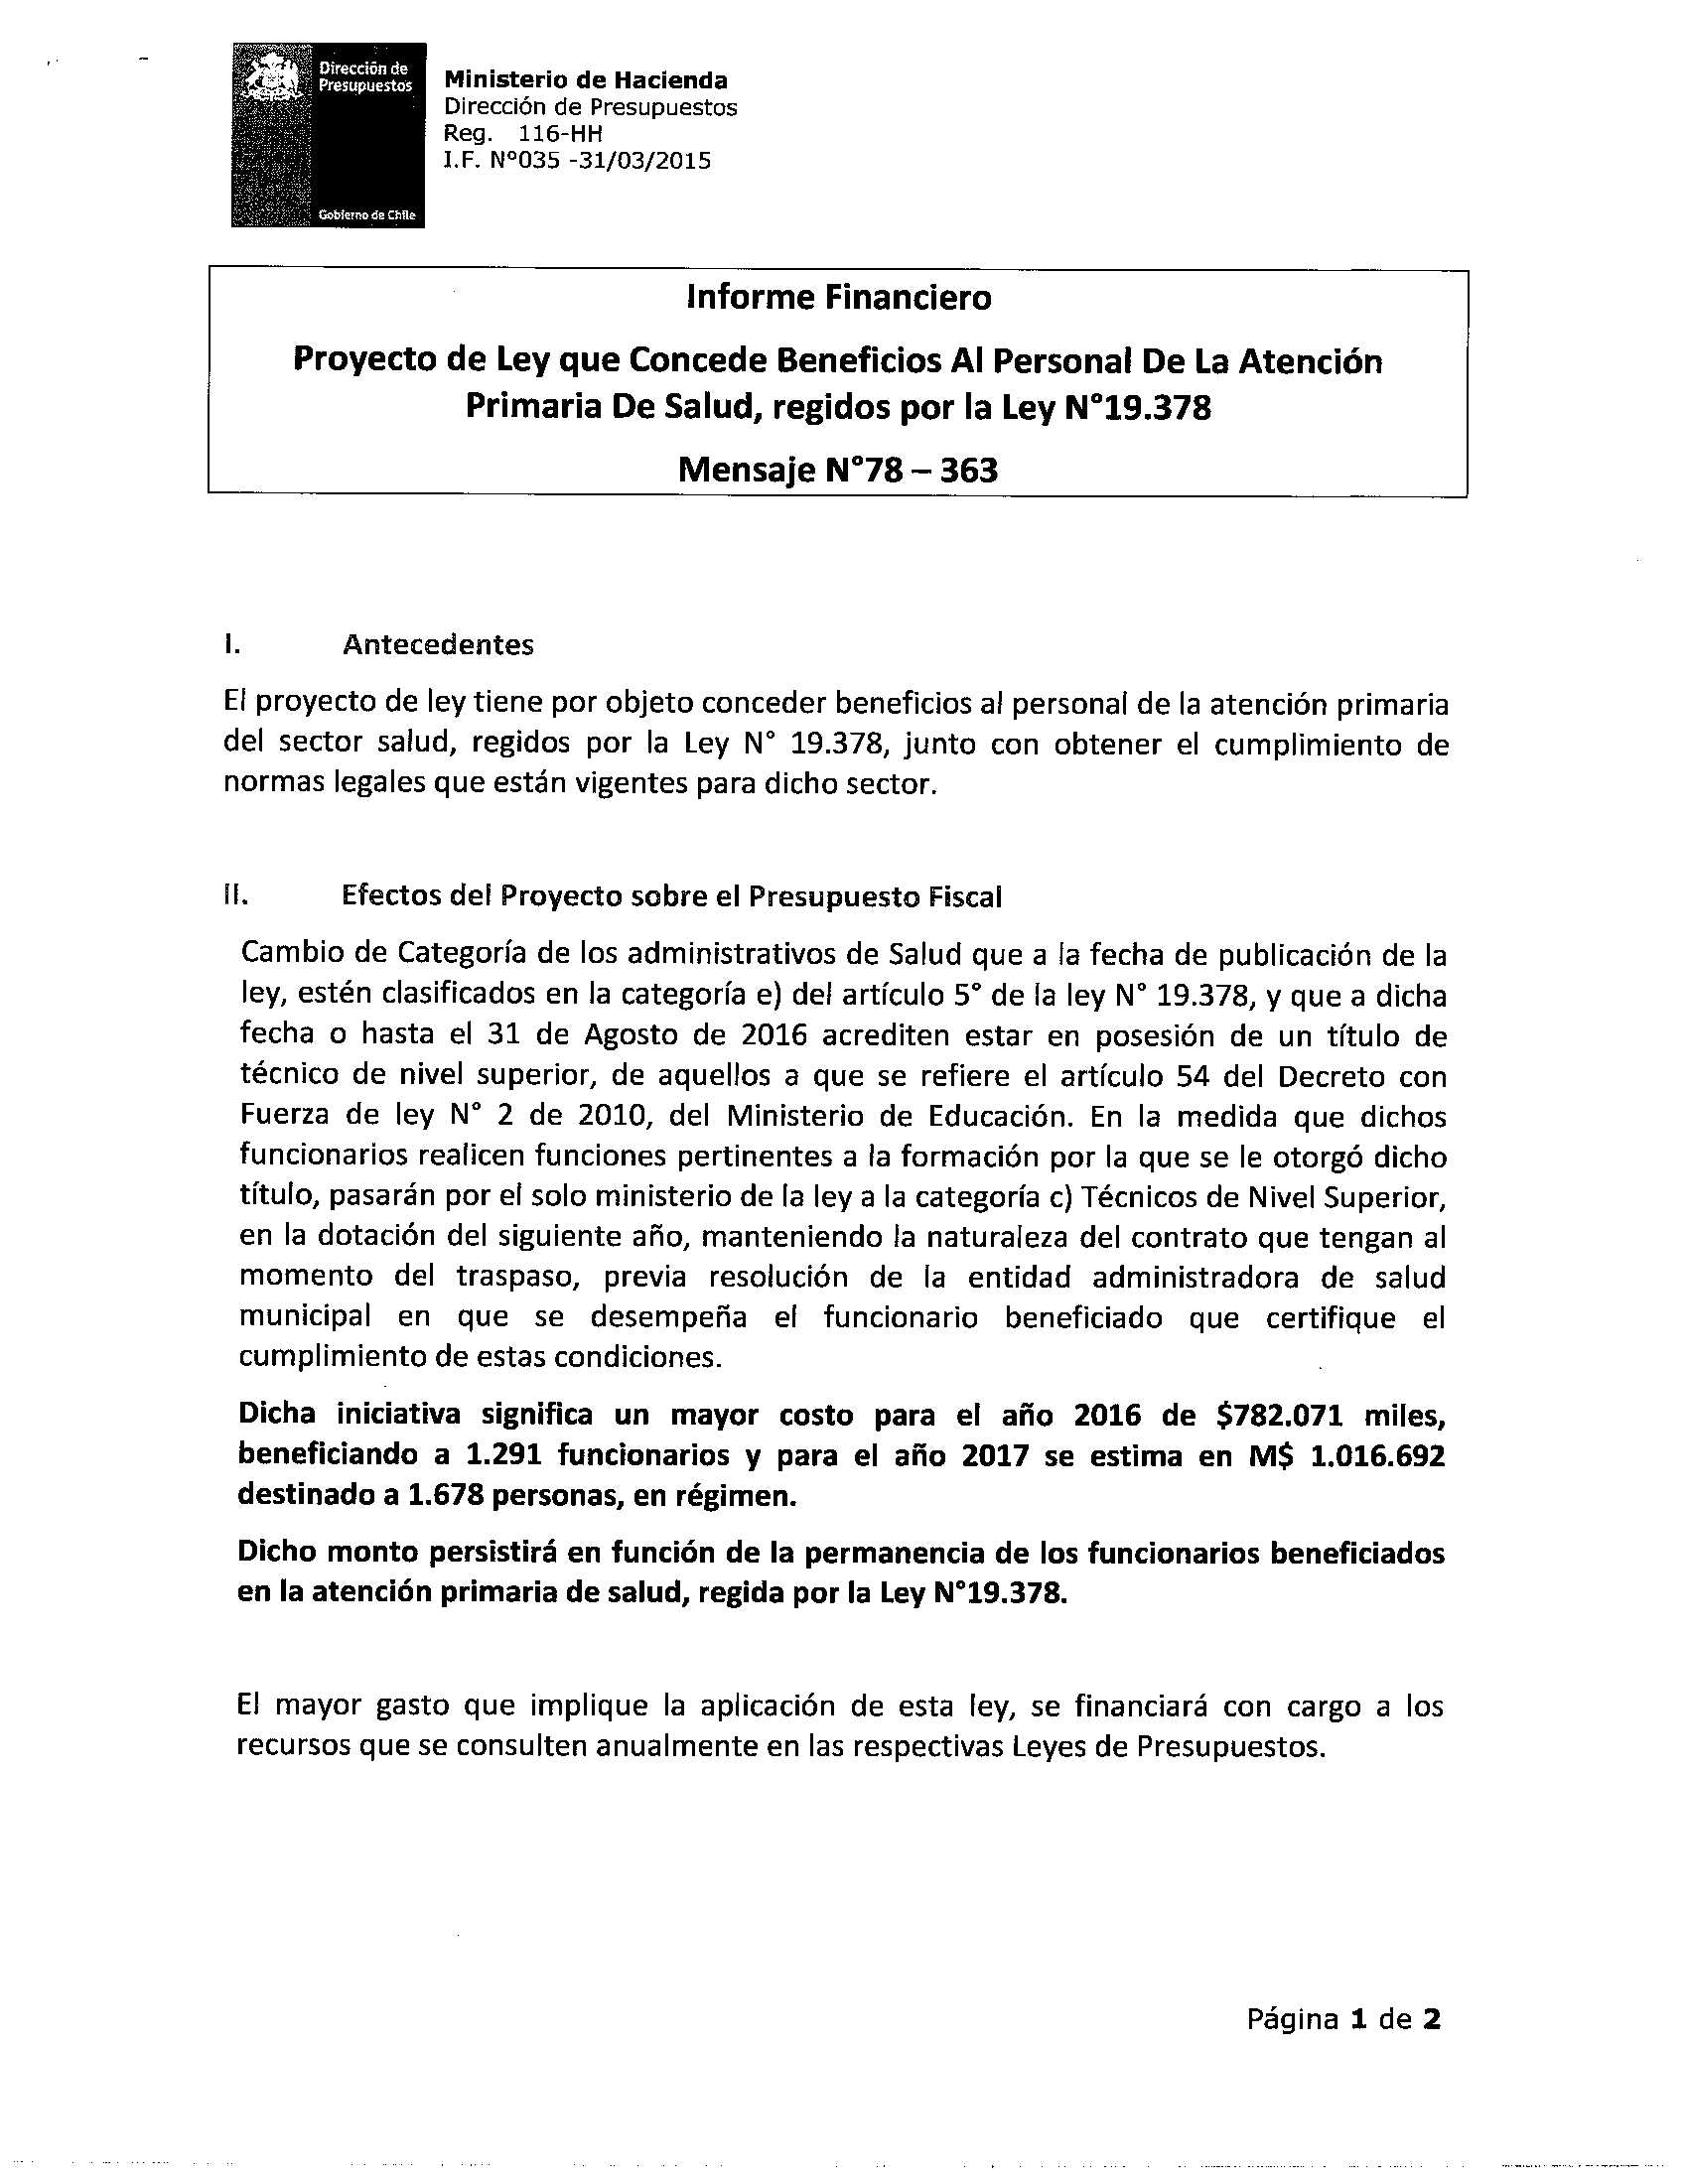 Dirección de
Presupuestos
Gobierno de Chile
Ministerio de Hacienda
Dirección de Presupuestos
Reg. 116-HH
I.F. N°035 -31/03/2015
Informe Financiero
Proyecto de Ley que Concede Beneficios Al Personal De La Atención
Primaria De Salud, regidos por la Ley N°19.378
Mensaje N°78 – 363
I. Antecedentes
El proyecto de ley tiene por objeto conceder beneficios al personal de la atención primaria
del sector salud, regidos por la Ley N° 19.378, junto con obtener el cumplimiento de
normas legales que están vigentes para dicho sector.
II. Efectos del Proyecto sobre el Presupuesto Fiscal
Cambio de Categoría de los administrativos de Salud que a la fecha de publicación de la
ley, estén clasificados en la categoría e) del artículo 5° de la ley N° 19.378, y que a dicha
fecha o hasta el 31 de Agosto de 2016 acrediten estar en posesión de un título de
técnico de nivel superior, de aquellos a que se refiere el artículo 54 del Decreto con
Fuerza de ley N° 2 de 2010, del Ministerio de Educación. En la medida que dichos
funcionarios realicen funciones pertinentes a la formación por la que se le otorgó dicho
título, pasarán por el solo ministerio de la ley a la categoría c) Técnicos de Nivel Superior,
en la dotación del siguiente año, manteniendo la naturaleza del contrato que tengan al
momento del traspaso, previa resolución de la entidad administradora de salud
municipal en que se desempeña el funcionario beneficiado que certifique el
cumplimiento de estas condiciones.
Dicha iniciativa significa un mayor costo para el año 2016 de $782.071 miles,
beneficiando a 1.291 funcionarios y para el año 2017 se estima en M$ 1.016.692
destinado a 1.678 personas, en régimen.
Dicho monto persistirá en función de la permanencia de los funcionarios beneficiados
en la atención primaria de salud, regida por la Ley N°19.378.
El mayor gasto que implique la aplicación de esta ley, se financiará con cargo a los
recursos que se consulten anualmente en las respectivas Leyes de Presupuestos.
Página 1 de 2